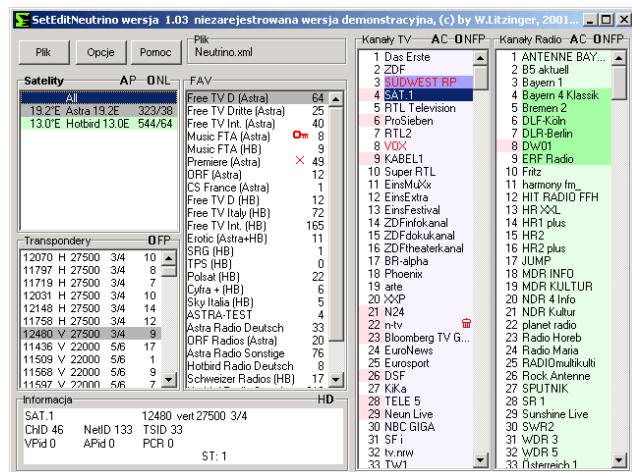 SetEditNeutrino wersja 1.03 niezarejestrowana wersja demonstracyjna, (c) by W.Litzinger, 2001...
Plik
Opcje
Pomoc
Plik
Neutrino.xml
Satelity AP ONL
All
19.2°E Astra 19.2E 323/38
13.0°E Hotbird 13.0E 544/64
Transpondery OFP
12070 H 27500 3/4 10
11797 H 27500 3/4 8
11719 H 27500 3/4 7
12031 H 27500 3/4 10
12148 H 27500 3/4 14
11758 H 27500 3/4 12
12480 V 27500 3/4 9
11436 V 22000 5/6 17
11509 V 22000 5/6 1
11568 V 22000 5/6 9
11597 V 22000 5/6 7
FAV
Free TV D (Astra) 64
Free TV Dritte (Astra) 25
Free TV Int. (Astra) 40
Music FTA (Astra) 8
Music FTA (HB) 9
Premiere (Astra) 49
ORF (Astra) 12
CS France (Astra) 1
Free TV D (HB) 12
Free TV Italy (HB) 72
Free TV Int. (HB) 165
Erotic (Astra+HB) 11
SRG (HB) 1
TPS (HB) 0
Polsat (HB) 22
Cyfra + (HB) 6
Sky Italia (HB) 5
ASTRA-TEST 4
Astra Radio Deutsch 33
ORF Radios (Astra) 20
Astra Radio Sonstige 76
Hotbird Radio Deutsch 8
Schweizer Radios (HB) 17
Informacja HD
SAT.1 12480 vert 27500 3/4
ChID 46 NetID 133 TSID 33
VPid 0 APid 0 PCR 0
ST: 1
Kanały TV AC ONFP
1 Das Erste
2 ZDF
3 SÜDWEST RP
4 SAT.1
5 RTL Television
6 ProSieben
7 RTL2
8 VOX
9 KABEL1
10 Super RTL
11 EinsMuXx
12 EinsExtra
13 EinsFestival
14 ZDFinfokanal
15 ZDFdokukanal
16 ZDFtheaterkanal
17 BR-alpha
18 Phoenix
19 arte
20 XXP
21 N24
22 n-tv
23 Bloomberg TV G...
24 EuroNews
25 Eurosport
26 DSF
27 KiKa
28 TELE 5
29 Neun Live
30 NBC GIGA
31 SF i
32 tv.nrw
33 TW1
Kanały Radio AC ONFP
1 ANTENNE BAY...
2 B5 aktuell
3 Bayern 1
4 Bayern 4 Klassik
5 Bremen 2
6 DLF-Köln
7 DLR-Berlin
8 DW01
9 ERF Radio
10 Fritz
11 harmony fm_
12 HIT RADIO FFH
13 HR XXL
14 HR1 plus
15 HR2
16 HR2 plus
17 JUMP
18 MDR INFO
19 MDR KULTUR
20 NDR 4 Info
21 NDR Kultur
22 planet radio
23 Radio Horeb
24 Radio Maria
25 RADIOmultikulti
26 Rock Antenne
27 SPUTNIK
28 SR 1
29 Sunshine Live
30 SWR2
31 WDR 3
32 WDR 5
33 Österreich 1